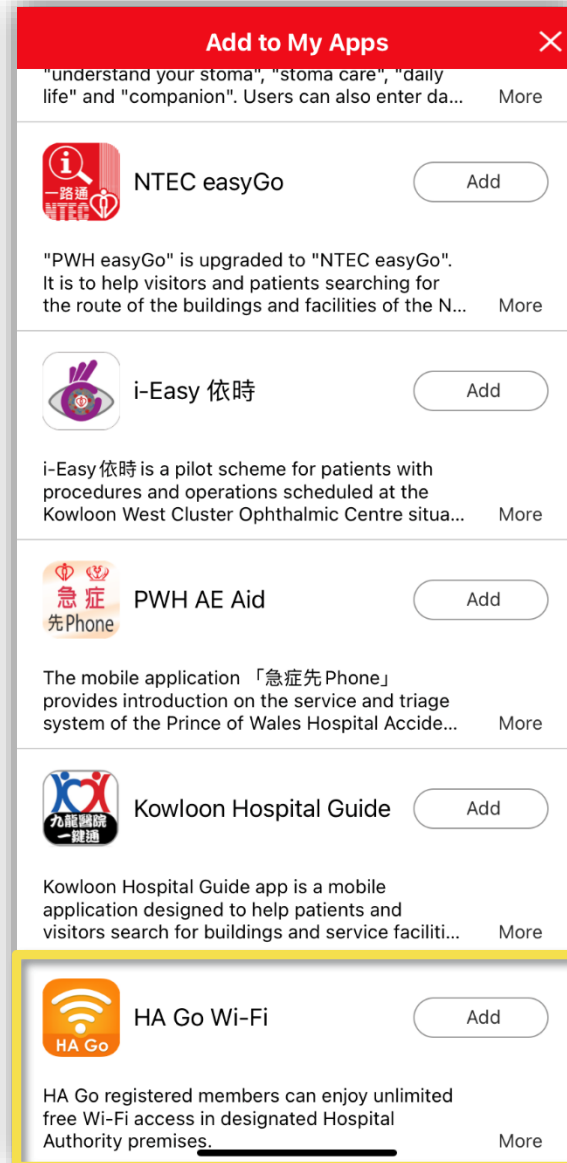 Add to My Apps
"understand your stoma", "stoma care", "daily
life" and "companion". Users can also enter da... More
一路通
NTEC
NTEC easyGo
Add
"PWH easyGo" is upgraded to "NTEC easyGo".
It is to help visitors and patients searching for
the route of the buildings and facilities of the N... More
i-Easy 依時
Add
i-Easy依時is a pilot scheme for patients with
procedures and operations scheduled at the
Kowloon West Cluster Ophthalmic Centre situa... More
急症
先Phone
PWH AE Aid
Add
The mobile application 「急症先Phone」
provides introduction on the service and triage
system of the Prince of Wales Hospital Accide... More
九龍醫院
一鍵通
Kowloon Hospital Guide
Add
Kowloon Hospital Guide app is a mobile
application designed to help patients and
visitors search for buildings and service faciliti... More
HA Go
HA Go Wi-Fi
Add
HA Go registered members can enjoy unlimited
free Wi-Fi access in designated Hospital
Authority premises. More